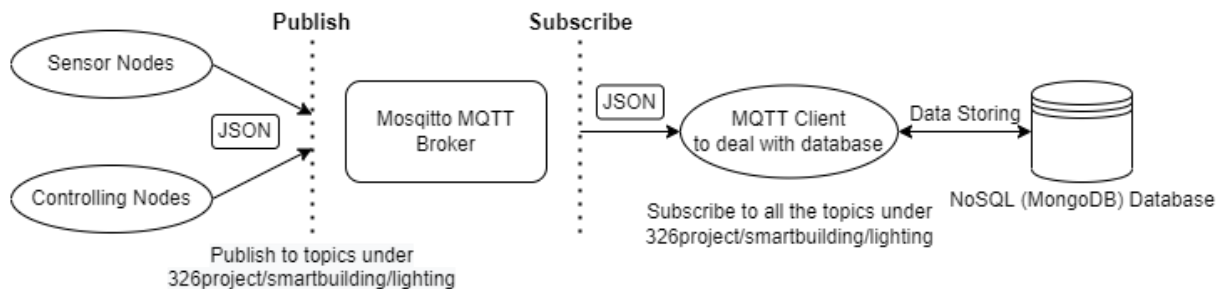 Publish
Subscribe
Sensor Nodes
JSON
Controlling Nodes
Mosqitto MQTT
Broker
JSON
MQTT Client
to deal with database
Data Storing
NoSQL (MongoDB) Database
Publish to topics under
326project/smartbuilding/lighting
Subscribe to all the topics under
326project/smartbuilding/lighting